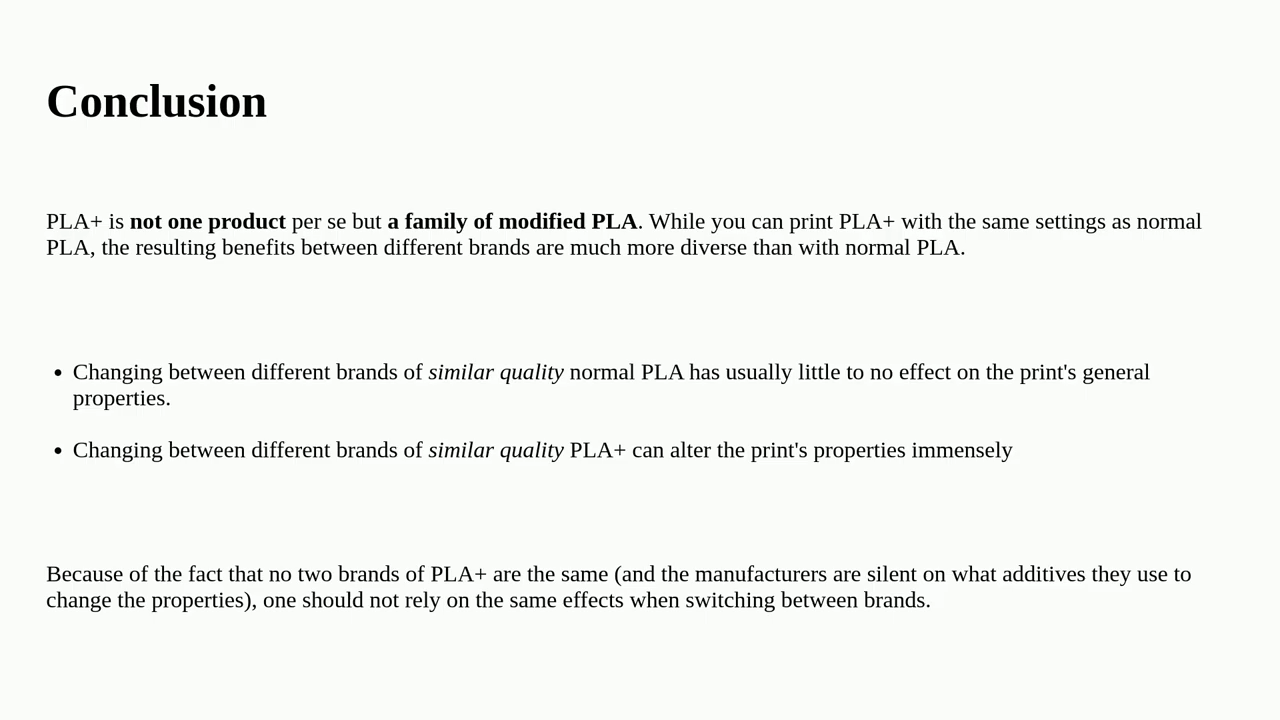 Conclusion
PLA+ is not one product per se but a family of modified PLA. While you can print PLA+ with the same settings as normal
PLA, the resulting benefits between different brands are much more diverse than with normal PLA.
• Changing between different brands of similar quality normal PLA has usually little to no effect on the print's general
properties.
• Changing between different brands of similar quality PLA+ can alter the print's properties immensely
Because of the fact that no two brands of PLA+ are the same (and the manufacturers are silent on what additives they use to
change the properties), one should not rely on the same effects when switching between brands.